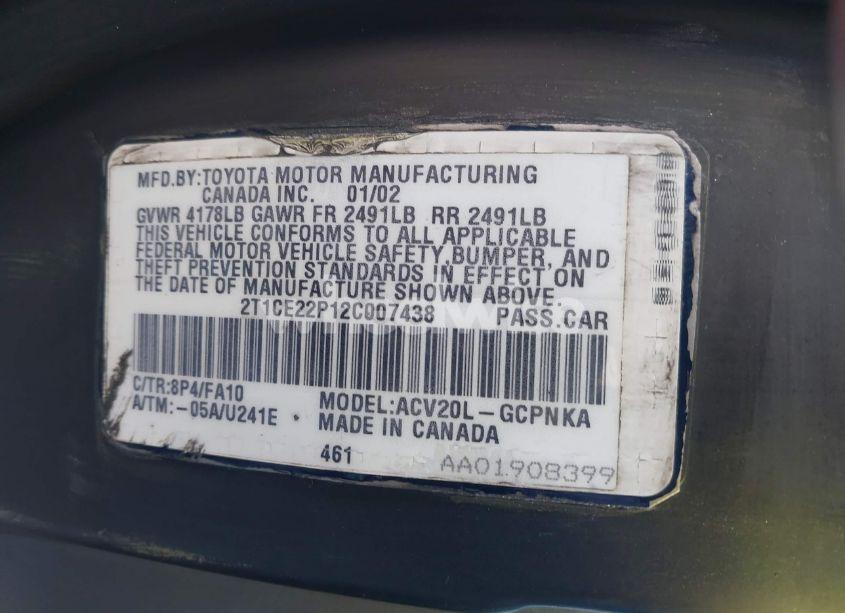 MFD.BY:TOYOTA MOTOR MANUFACTURING
CANADA INC. 01/02
GVWR 4178LB GAWR FR 2491LB RR 2491LB
THIS VEHICLE CONFORMS TO ALL APPLICABLE
FEDERAL MOTOR VEHICLE SAFETY,BUMPER, AND
THEFT PREVENTION STANDARDS IN EFFECT ON
THE DATE OF MANUFACTURE SHOWN ABOVE.
2T1CE22P12C007438 PASS.CAR
C/TR:8P4/FA10
A/TM:-05A/U241E
MODEL:ACV20L-GCPNKA
MADE IN CANADA
461
AA01908399